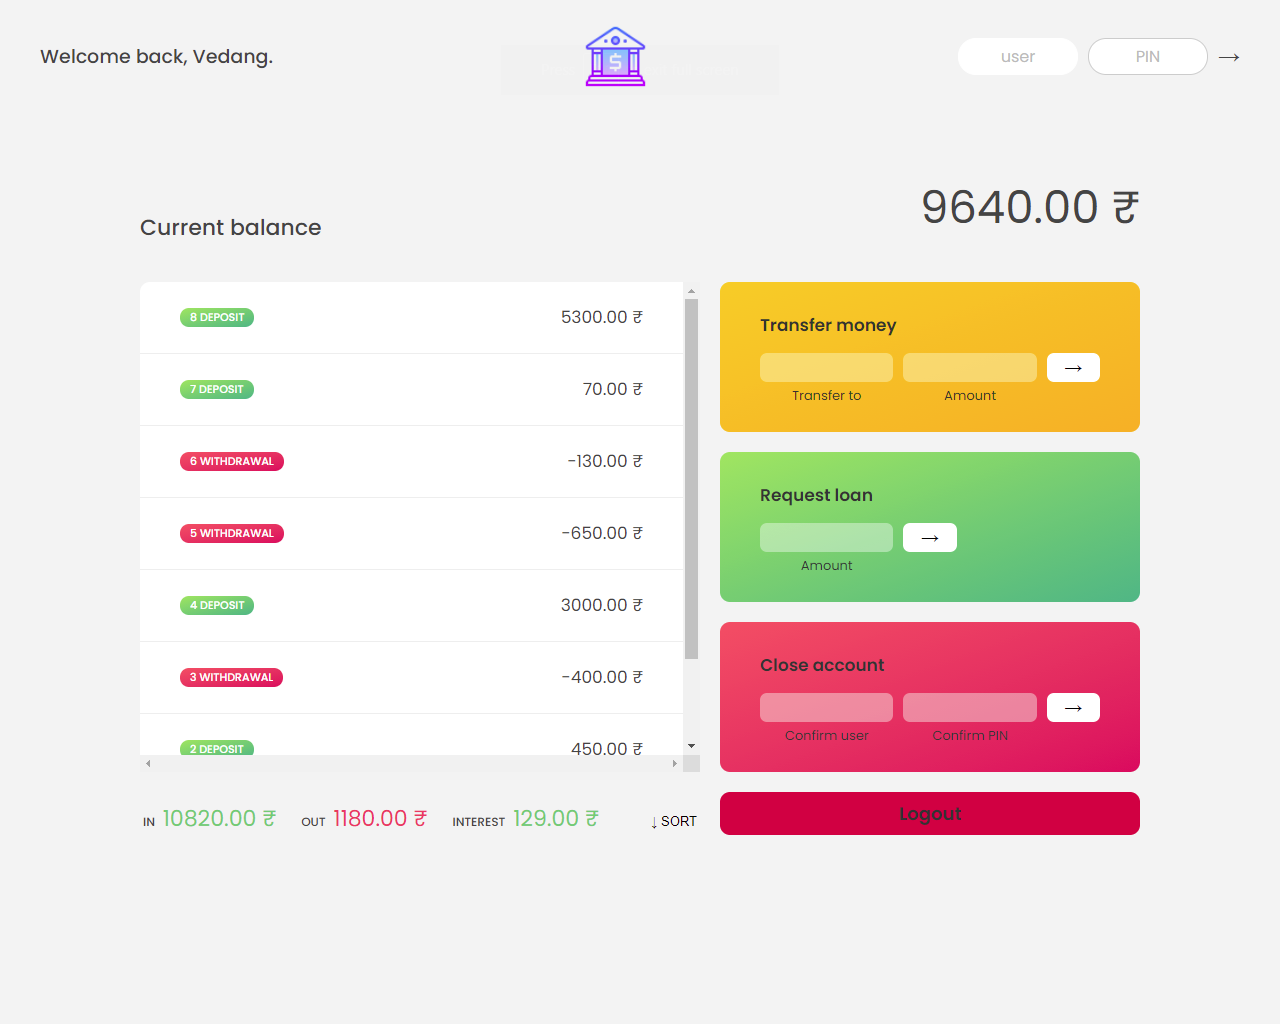 Welcome back, Vedang.
user
PIN
→
Current balance
9640.00 ₹
8 DEPOSIT 5300.00 ₹
7 DEPOSIT 70.00 ₹
6 WITHDRAWAL -130.00 ₹
5 WITHDRAWAL -650.00 ₹
4 DEPOSIT 3000.00 ₹
3 WITHDRAWAL -400.00 ₹
2 DEPOSIT 450.00 ₹
IN 10820.00 ₹ OUT 1180.00 ₹ INTEREST 129.00 ₹ ↓ SORT
Transfer money
→
Transfer to Amount
Request loan
→
Amount
Close account
→
Confirm user Confirm PIN
Logout